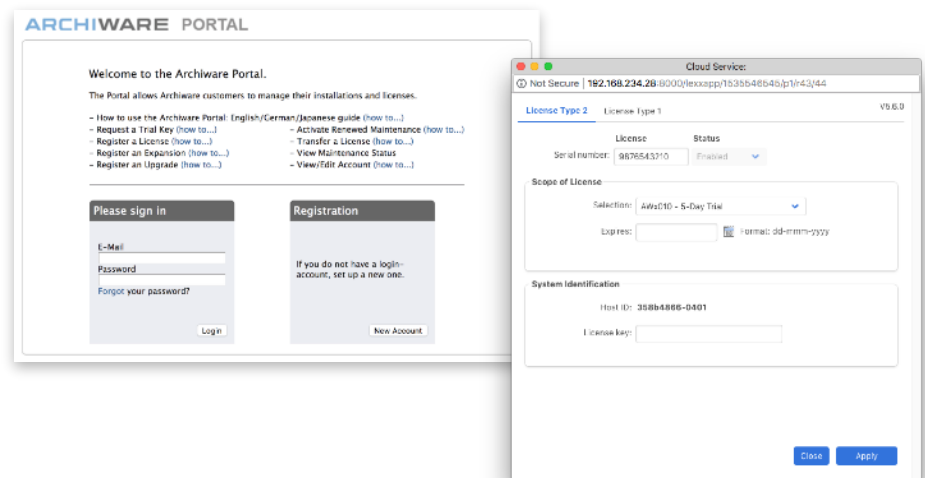 ARCHIWARE PORTAL
Welcome to the Archiware Portal.
The Portal allows Archiware customers to manage their installations and licenses.
– How to use the Archiware Portal: English/German/Japanese guide (how to...)
– Request a Trial Key (how to...)
– Register a License (how to...)
– Register an Expansion (how to...)
– Register an Upgrade (how to...)
– Activate Renewed Maintenance (how to...)
– Transfer a License (how to...)
– View Maintenance Status
– View/Edit Account (how to...)
Please sign in
E-Mail
Password
Forgot your password?
Login
Registration
If you do not have a login-
account, set up a new one.
New Account
Cloud Service:
Not Secure | 192.168.234.28:8000/lexxapp/1535546545/p1/r43/44
License Type 2 License Type 1 V5.6.0
License Status
Serial number: 9876543210 Enabled
Scope of License
Selection: AWx010 - 5-Day Trial
Expires: Format: dd-mmm-yyyy
System Identification
Host ID: 358b4866-0401
License key:
Close Apply